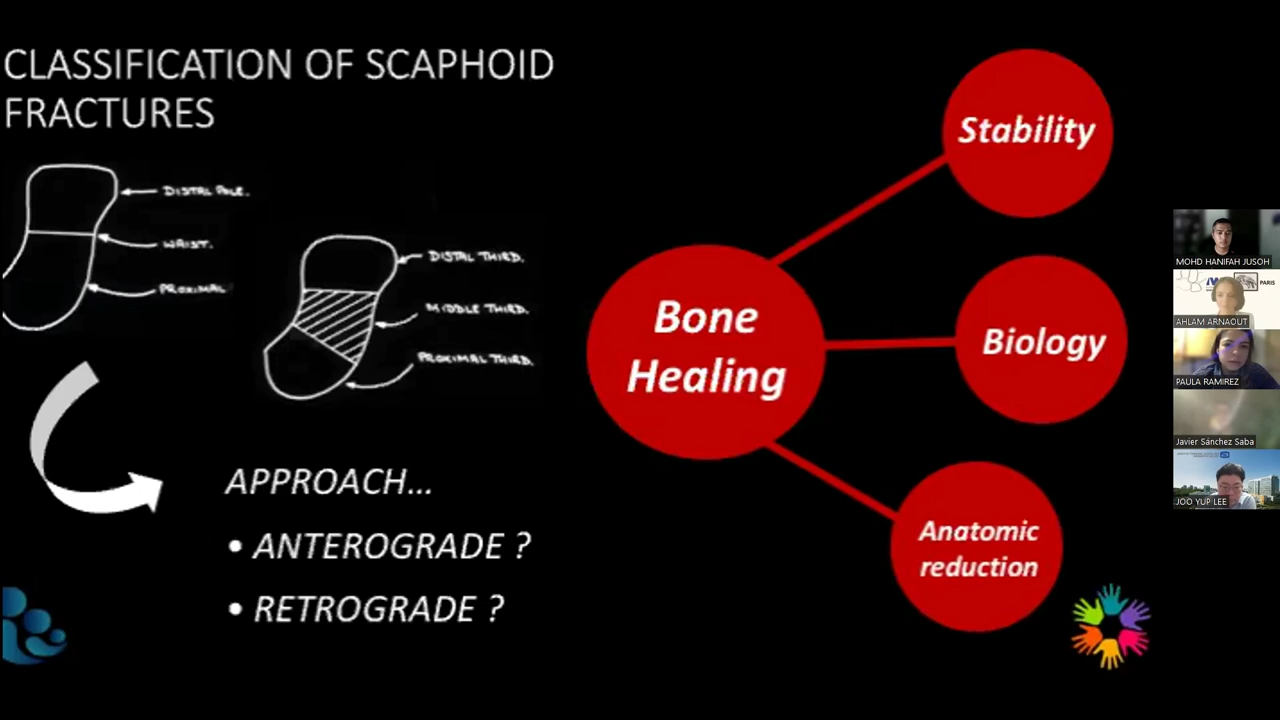 CLASSIFICATION OF SCAPHOID
FRACTURES
DISTAL POLE.
WAIST.
PROXIMAL
DISTAL THIRD.
MIDDLE THIRD.
PROXIMAL THIRD.
APPROACH...
• ANTEROGRADE ?
• RETROGRADE ?
Bone
Healing
Stability
Biology
Anatomic
reduction
MOHD HANIFAH JUSOH
PARIS
AHLAM ARNAOUT
PAULA RAMIREZ
Javier Sánchez Saba
JOO YUP LEE